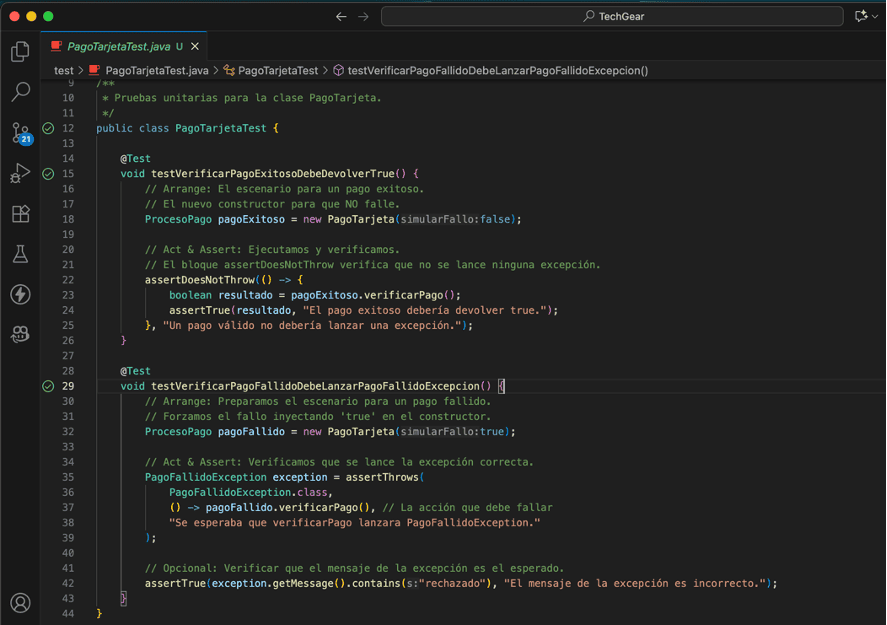 TechGear
PagoTarjetaTest.java U
test > PagoTarjetaTest.java > PagoTarjetaTest > testVerificarPagoFallidoDebeLanzarPagoFallidoExcepcion()
21
9 /**
10 * Pruebas unitarias para la clase PagoTarjeta.
11 */
12 public class PagoTarjetaTest {
13
14 @Test
15 void testVerificarPagoExitosoDebeDevolverTrue() {
16 // Arrange: El escenario para un pago exitoso.
17 // El nuevo constructor para que NO falle.
18 ProcesoPago pagoExitoso = new PagoTarjeta(simularFallo:false);
19
20 // Act & Assert: Ejecutamos y verificamos.
21 // El bloque assertDoesNotThrow verifica que no se lance ninguna excepción.
22 assertDoesNotThrow(() -> {
23 boolean resultado = pagoExitoso.verificarPago();
24 assertTrue(resultado, "El pago exitoso debería devolver true.");
25 }, "Un pago válido no debería lanzar una excepción.");
26 }
27
28 @Test
29 void testVerificarPagoFallidoDebeLanzarPagoFallidoExcepcion() {
30 // Arrange: Preparamos el escenario para un pago fallido.
31 // Forzamos el fallo inyectando 'true' en el constructor.
32 ProcesoPago pagoFallido = new PagoTarjeta(simularFallo:true);
33
34 // Act & Assert: Verificamos que se lance la excepción correcta.
35 PagoFallidoException exception = assertThrows(
36 PagoFallidoException.class,
37 () -> pagoFallido.verificarPago(), // La acción que debe fallar
38 "Se esperaba que verificarPago lanzara PagoFallidoException."
39 );
40
41 // Opcional: Verificar que el mensaje de la excepción es el esperado.
42 assertTrue(exception.getMessage().contains(s:"rechazado"), "El mensaje de la excepción es incorrecto.");
43 }
44 }